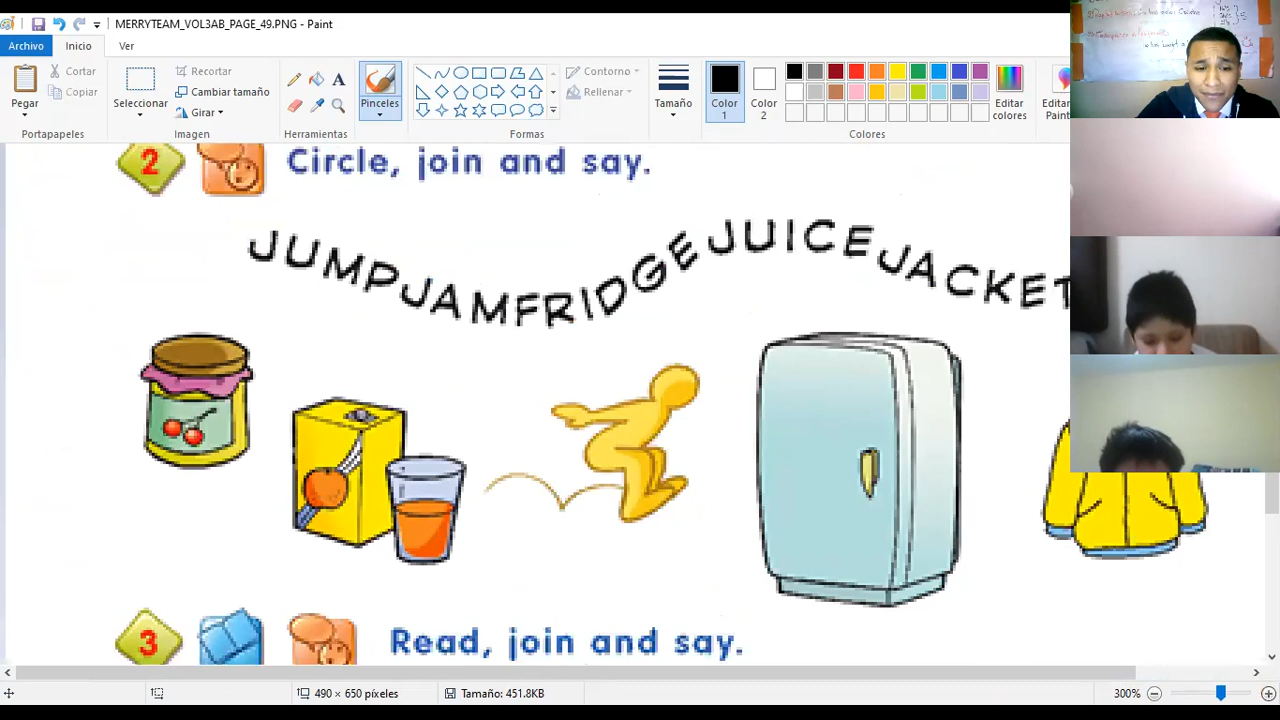 MERRYTEAM_VOL3AB_PAGE_49.PNG - Paint
Archivo Inicio Ver
Pegar
Cortar
Copiar
Portapapeles
Seleccionar
Recortar
Cambiar tamaño
Girar
Imagen
Herramientas
Pinceles
Contorno
Rellenar
Formas
Tamaño
Color 1
Color 2
Editar colores
Colores
Editar
Paint
2 Circle, join and say.
JUMPJAMFRIDGEJUICEJACKET
3 Read, join and say.
490 × 650 píxeles
Tamaño: 451.8KB
300%